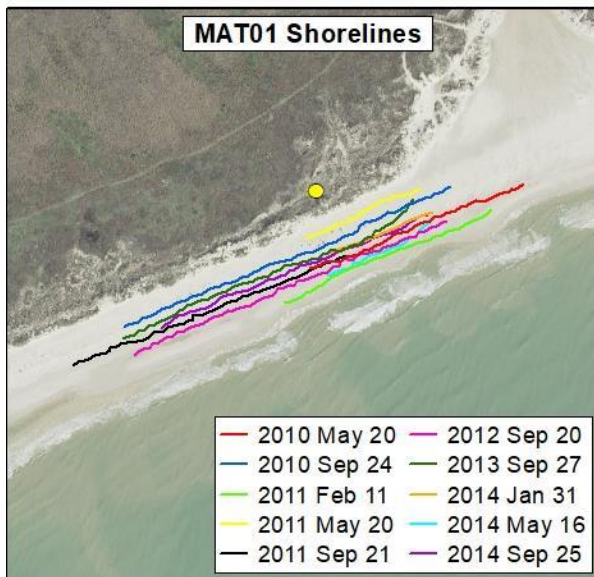 MAT01 Shorelines
2010 May 20
2010 Sep 24
2011 Feb 11
2011 May 20
2011 Sep 21
2012 Sep 20
2013 Sep 27
2014 Jan 31
2014 May 16
2014 Sep 25